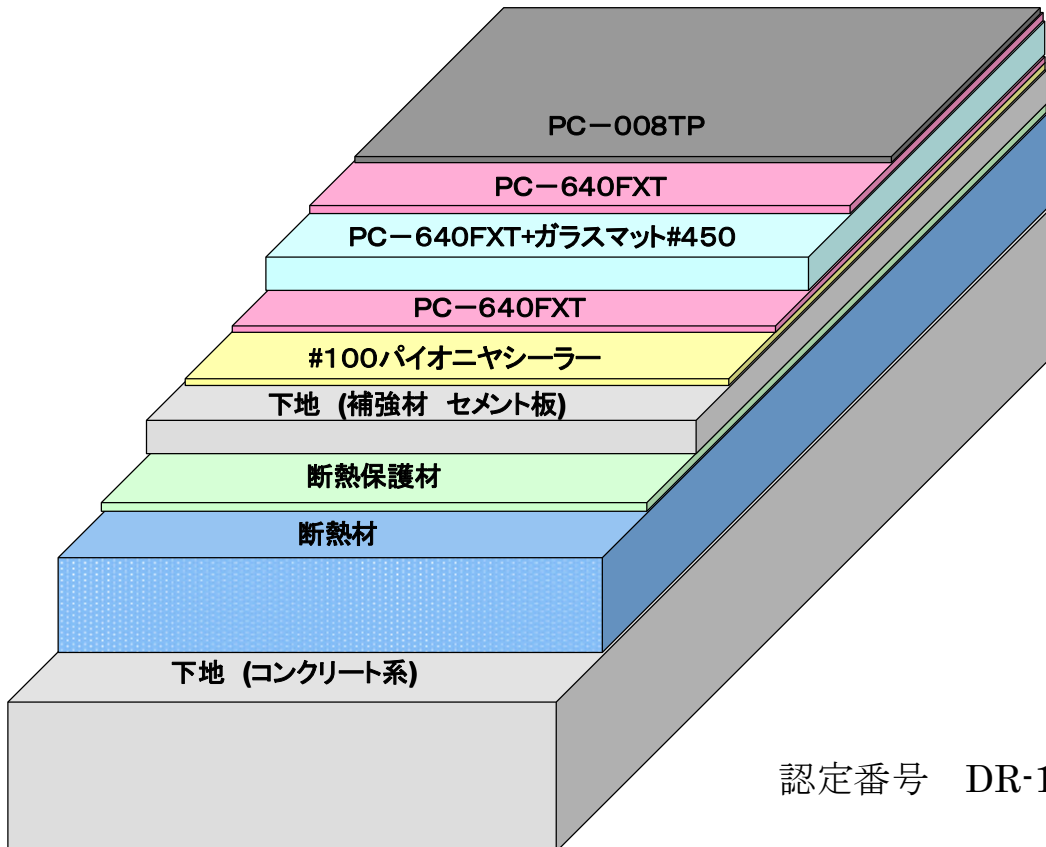 PC－008TP
PC－640FXT
PC－640FXT+ガラスマット#450
PC－640FXT
#100パイオニヤシーラー
下地 (補強材 セメント板)
断熱保護材
断熱材
下地 (コンクリート系)
認定番号 DR-1